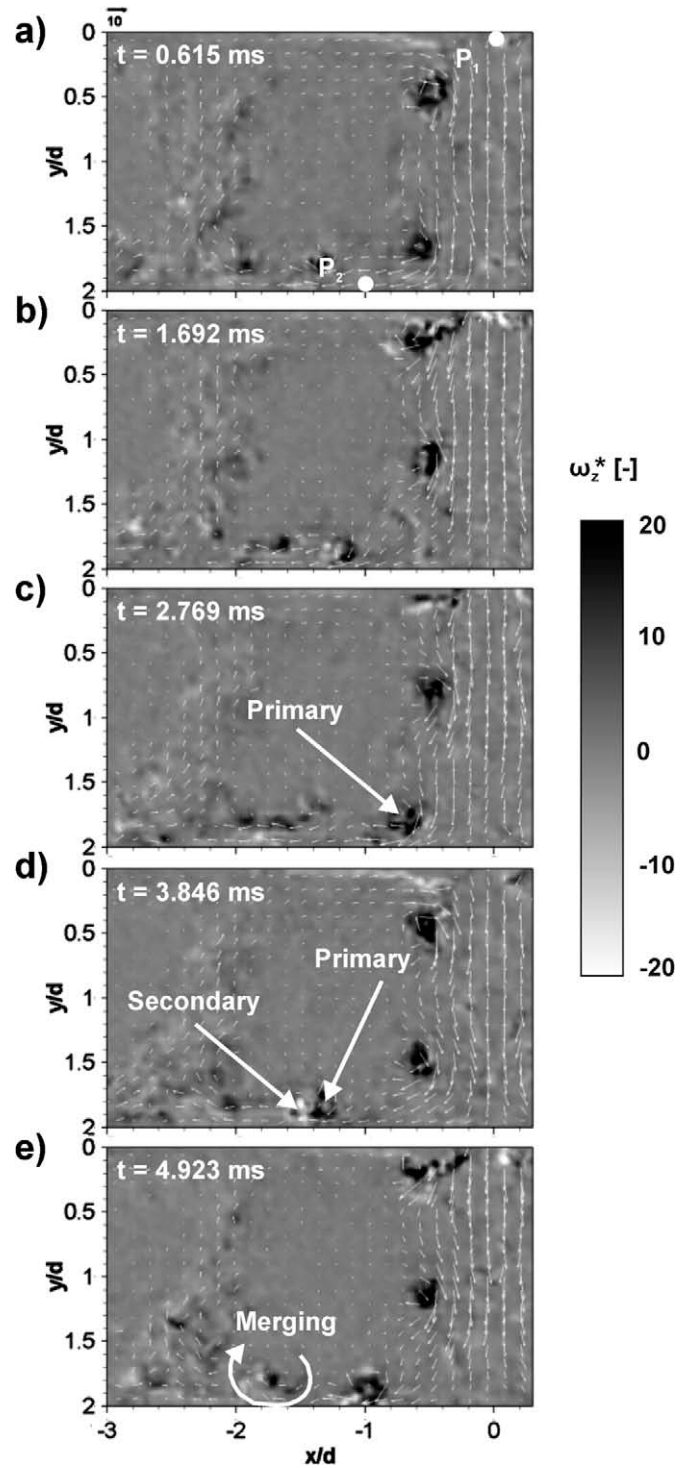 10
a)
0
t = 0.615 ms
P₁
0.5
y/d
1
1.5
P₂
2
b)
0
t = 1.692 ms
0.5
y/d
1
1.5
2
ωz* [-]
20
10
0
-10
-20
c)
0
t = 2.769 ms
0.5
Primary
y/d
1
1.5
2
d)
0
t = 3.846 ms
0.5
Primary
y/d
1
Secondary
1.5
2
e)
0
t = 4.923 ms
0.5
y/d
1
Merging
1.5
2
-3 -2 -1 0
x/d